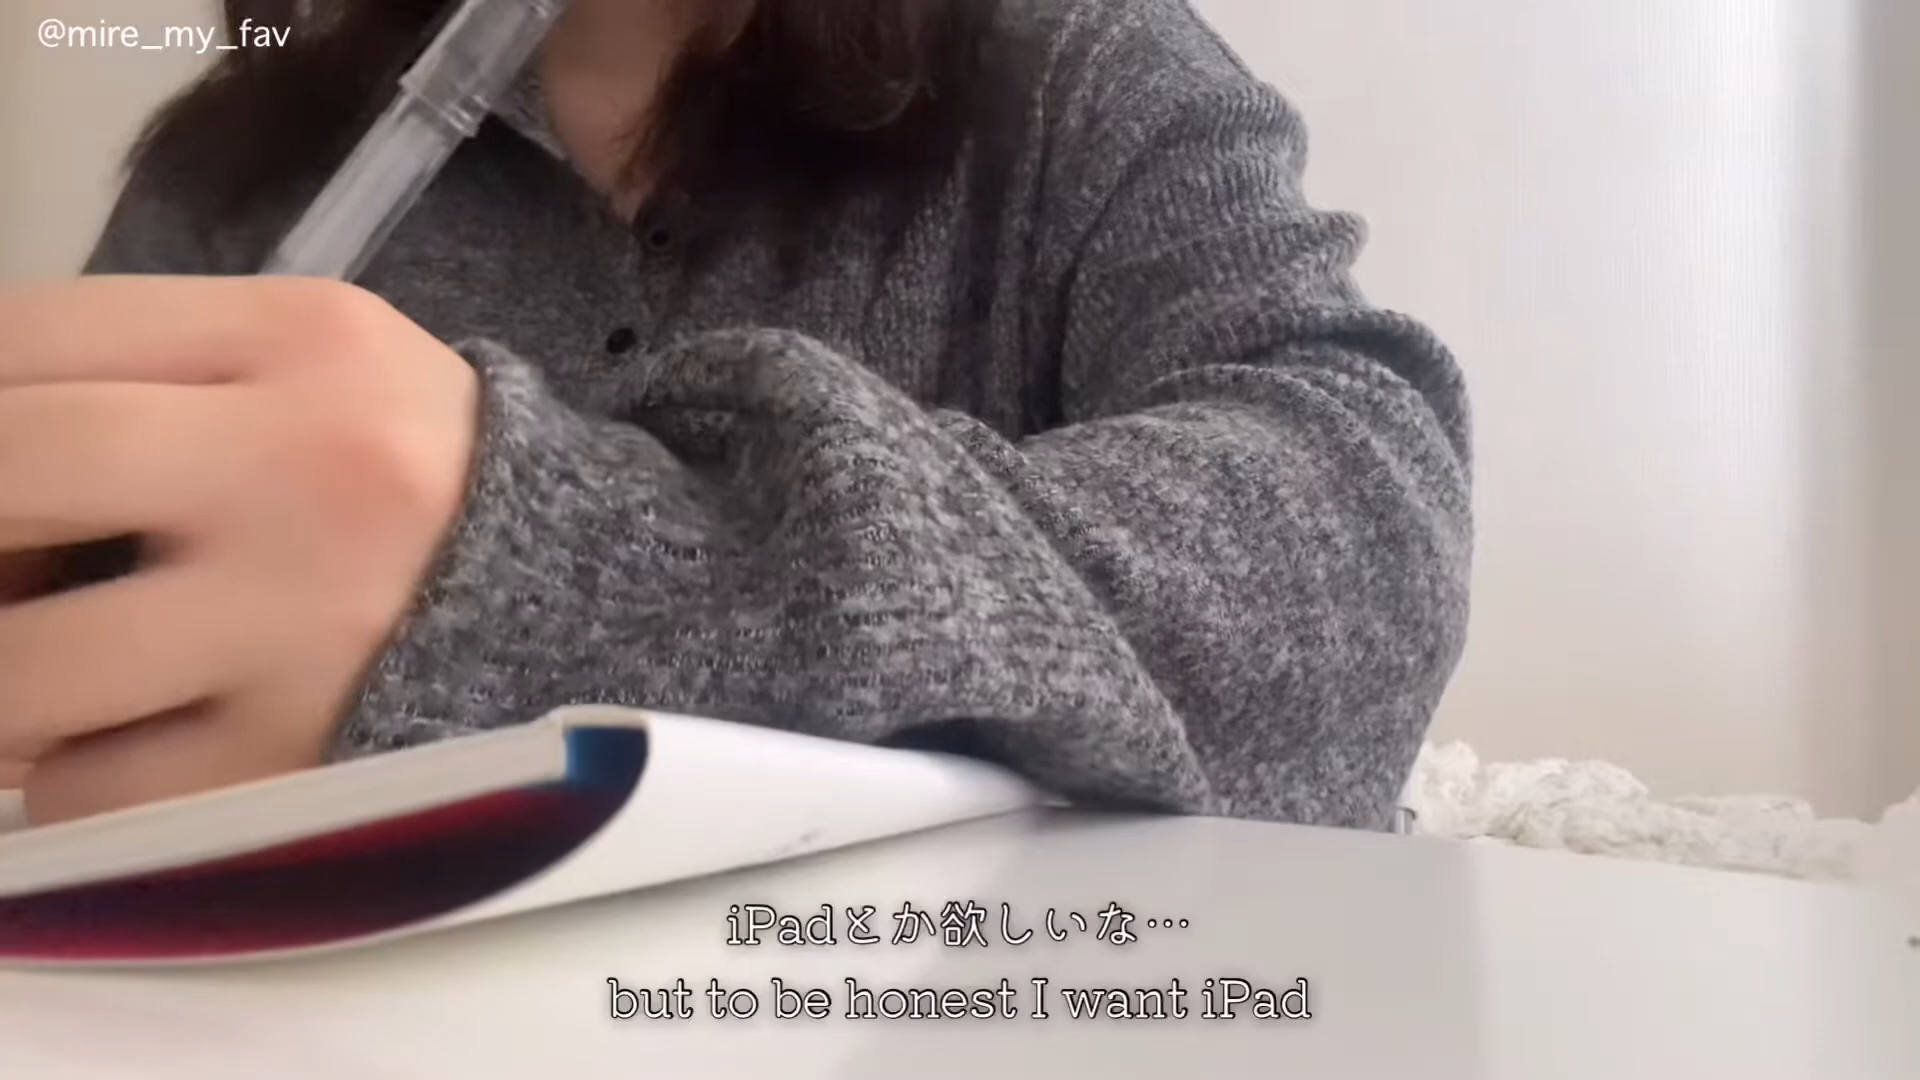 @mire_my_fav
iPadとか欲しいな…
but to be honest I want iPad